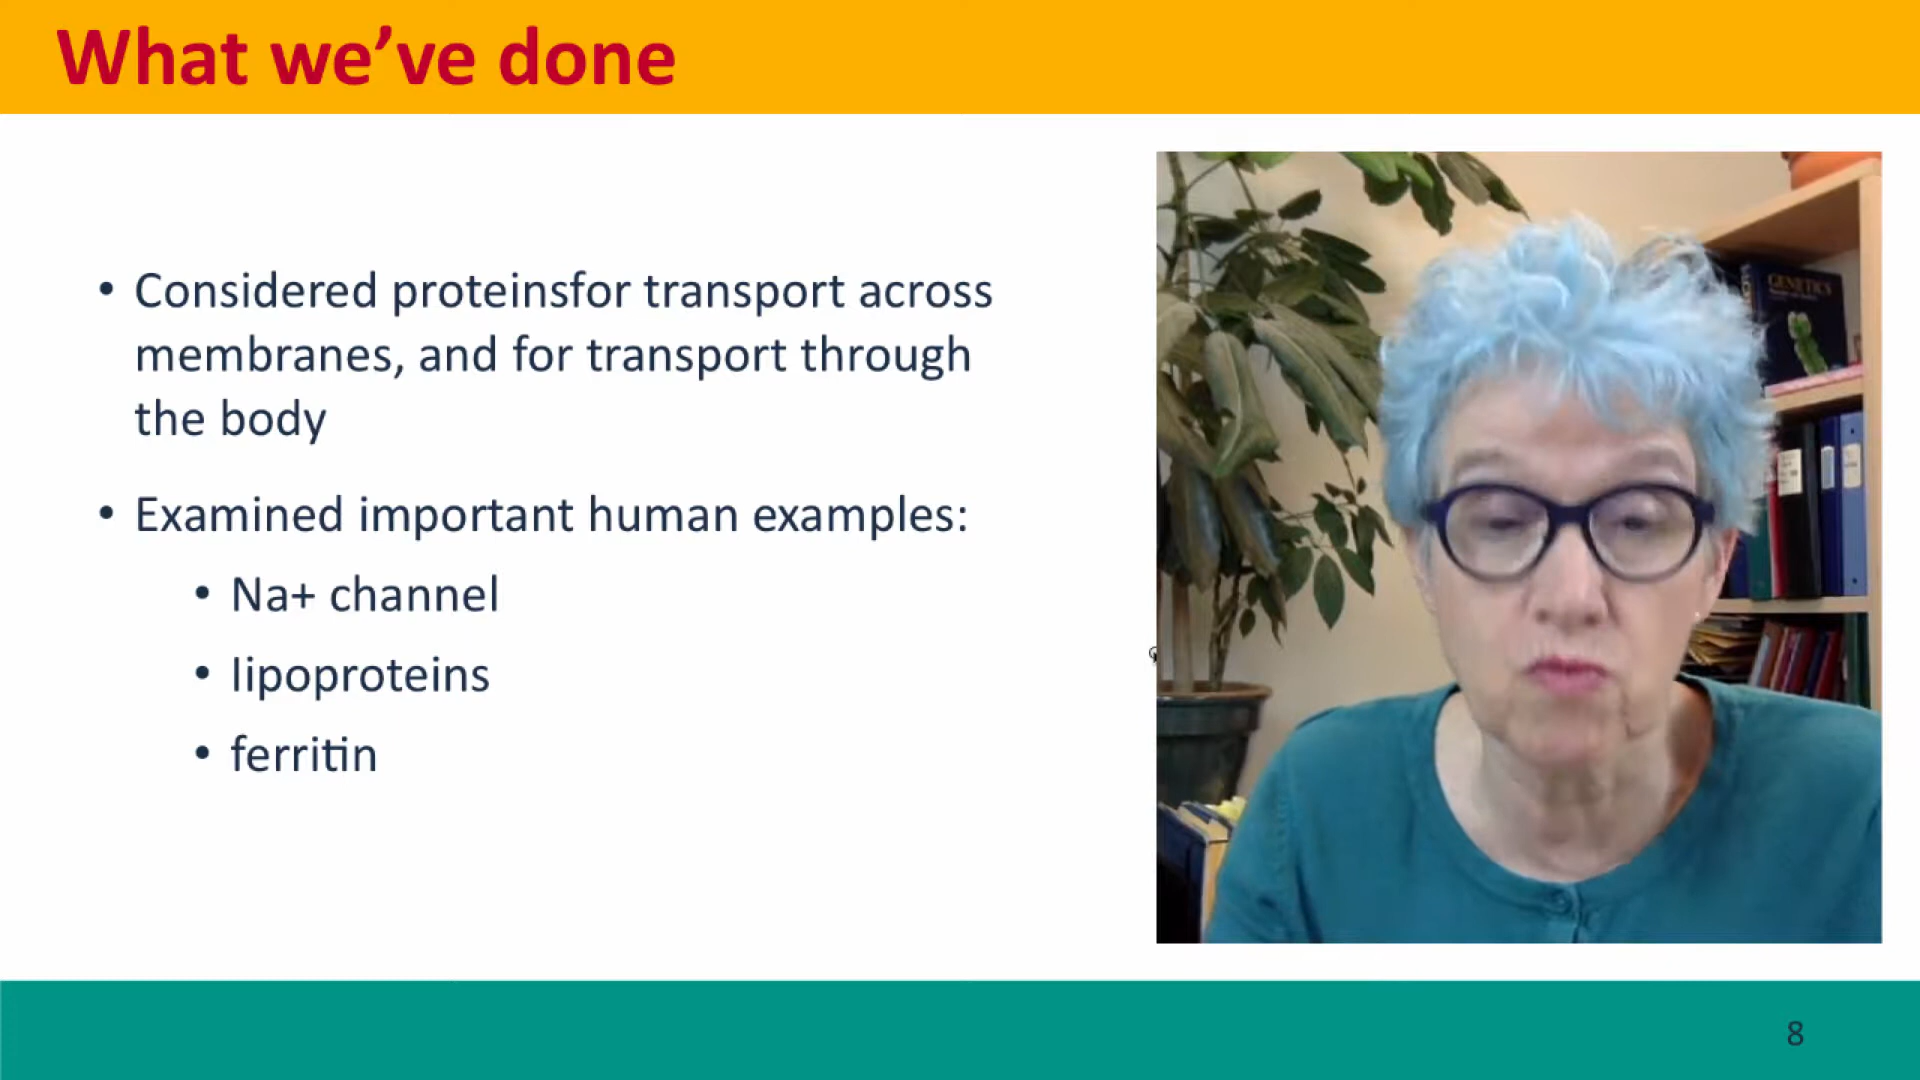 What we’ve done
• Considered proteinsfor transport across
membranes, and for transport through
the body
• Examined important human examples:
• Na+ channel
• lipoproteins
• ferritin
GENETICS
8